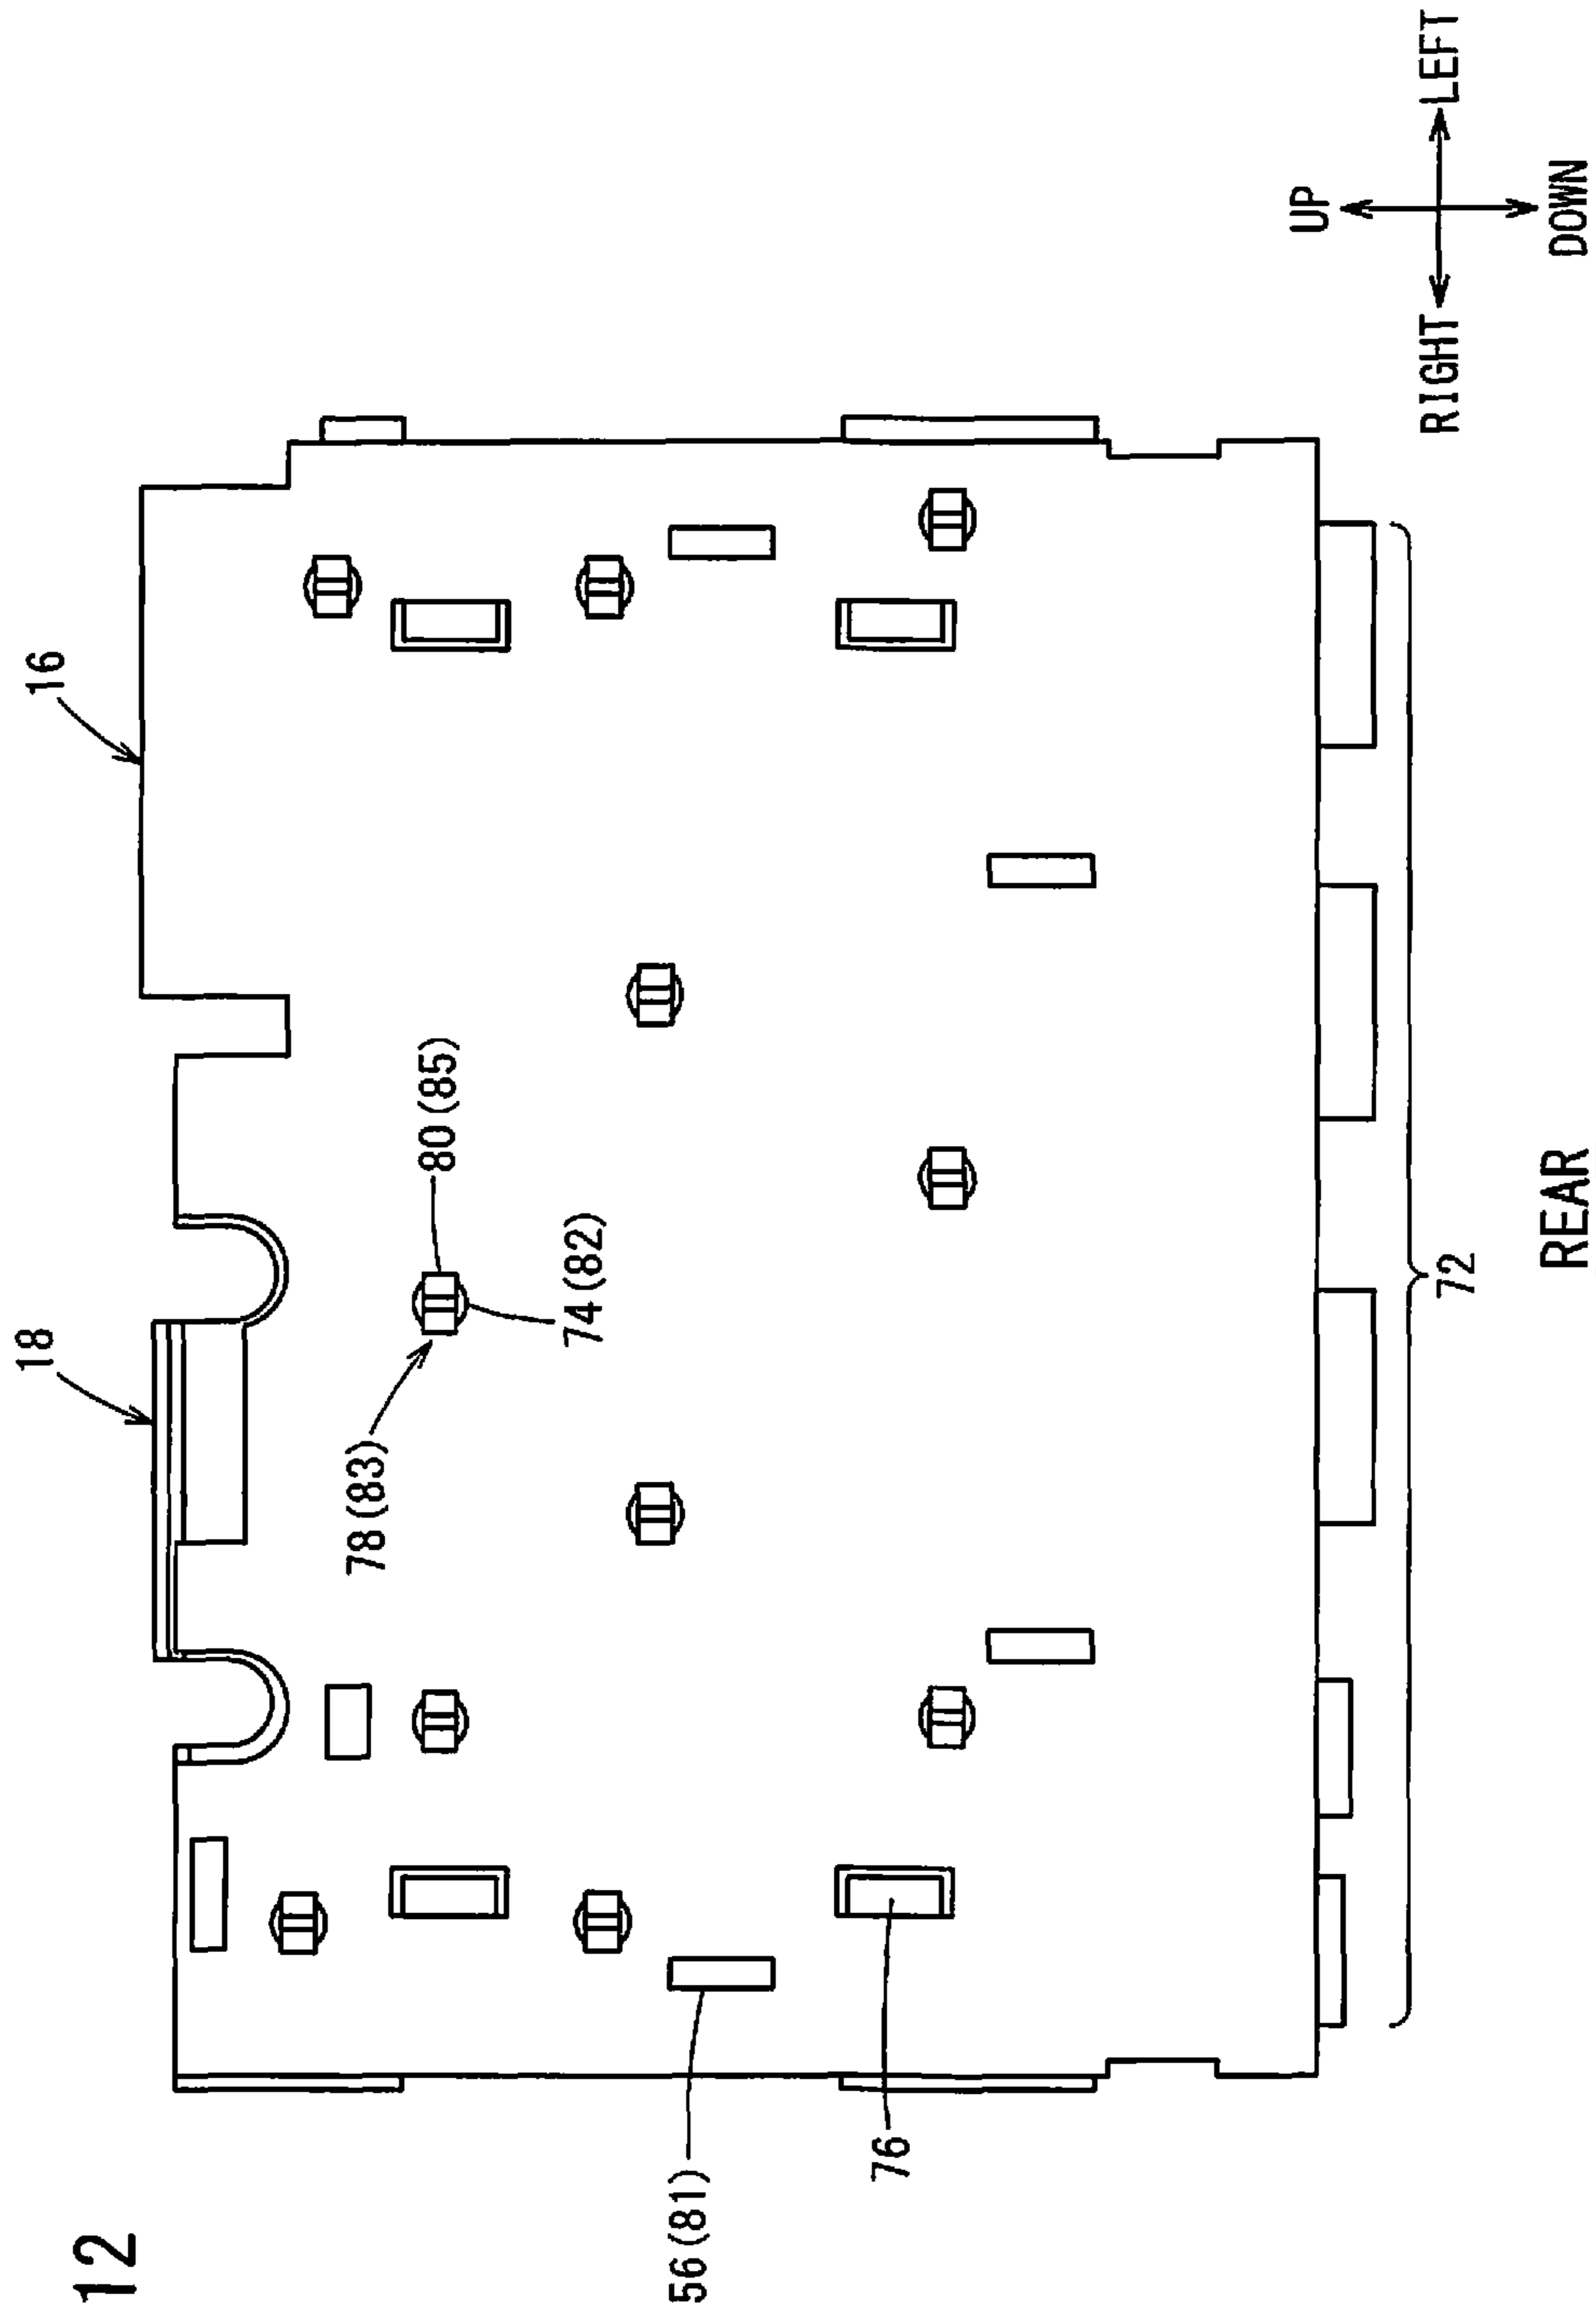 12
18
16
78(83)
80(85)
74(82)
56(81)
76
72
UP
RIGHT
LEFT
DOWN
REAR